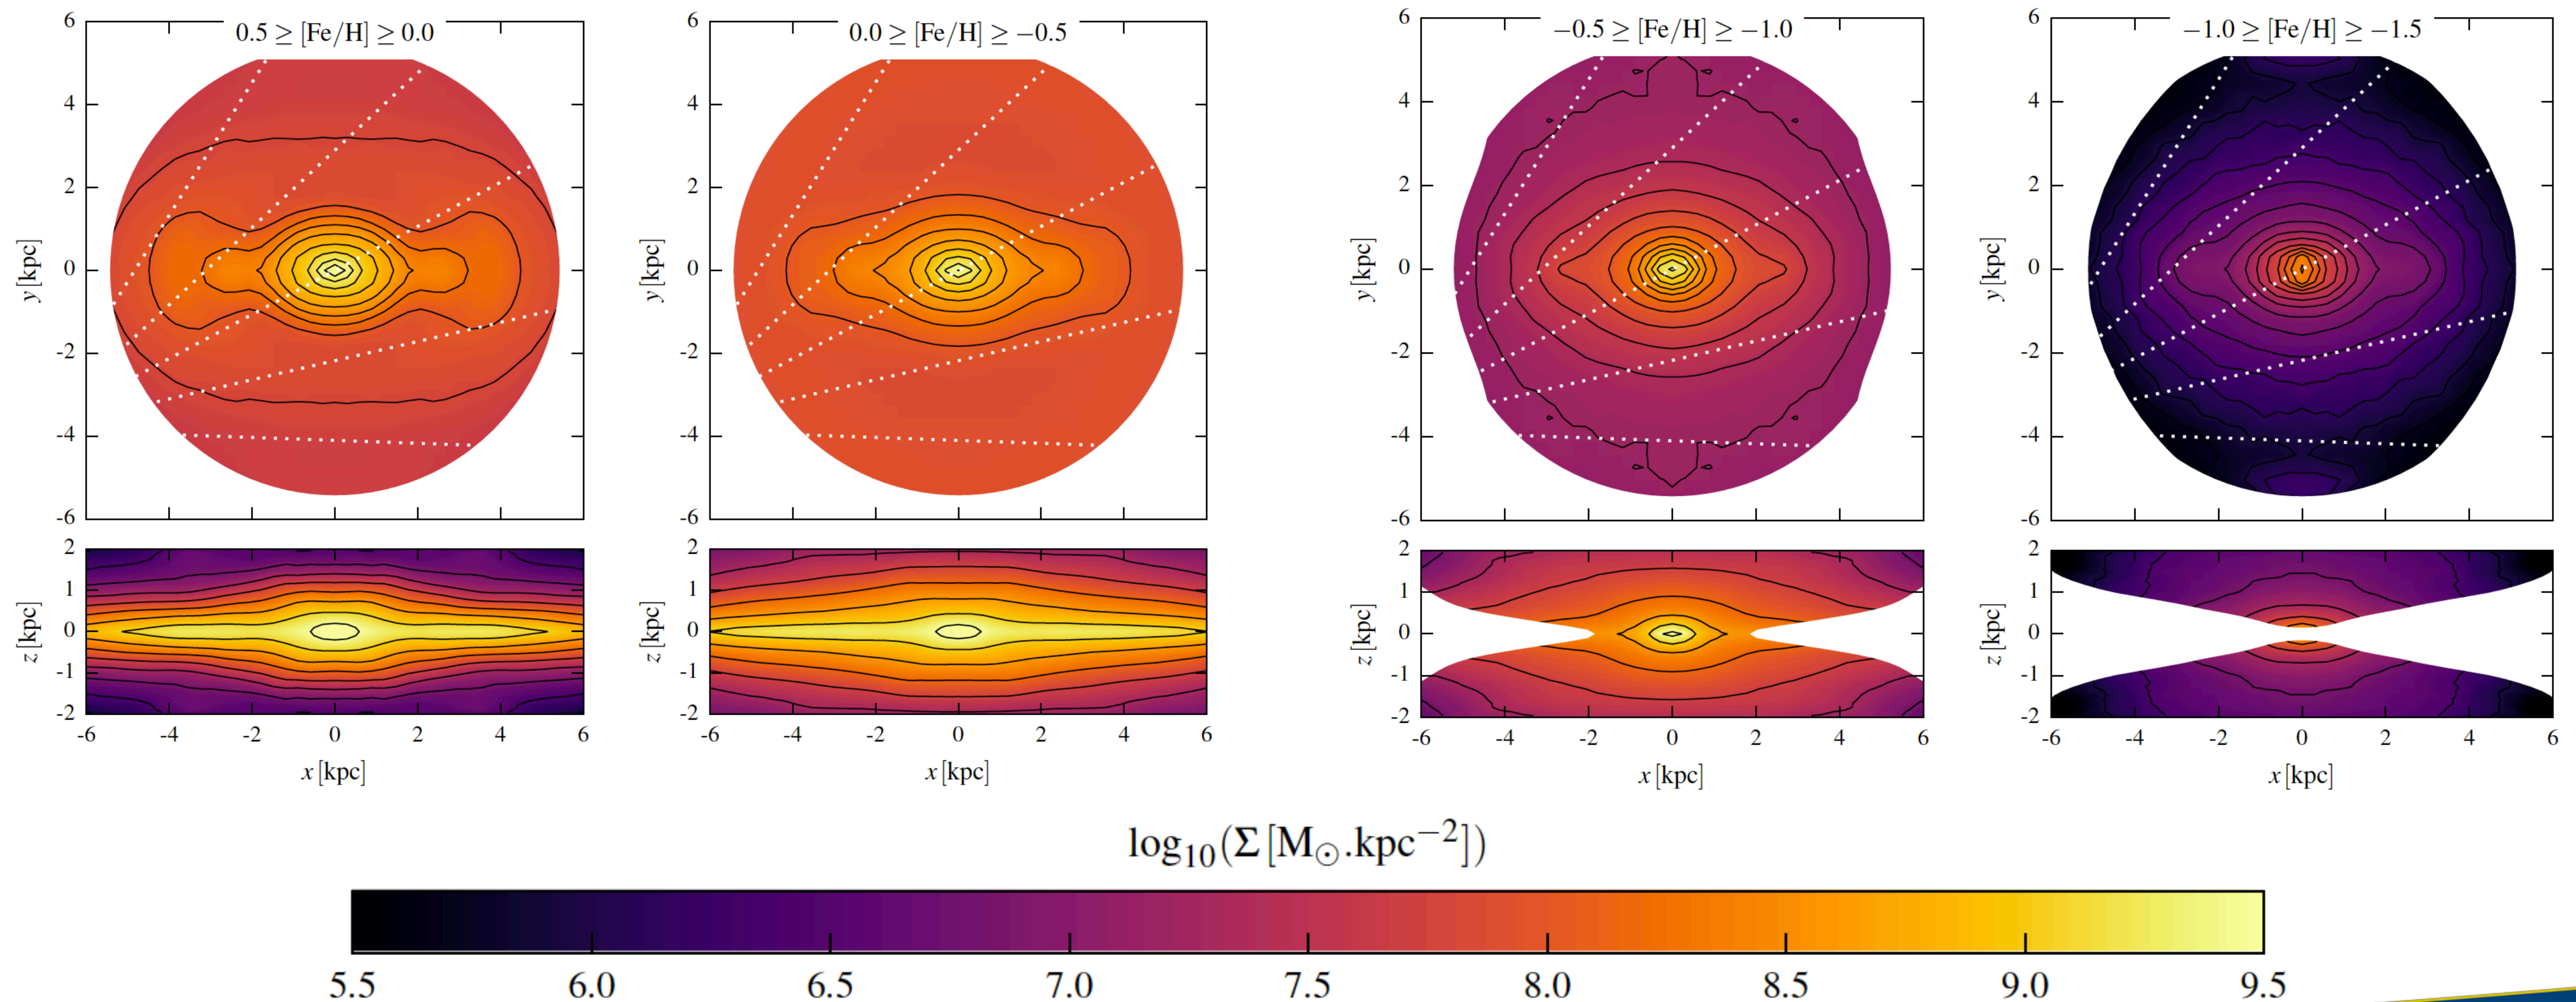 0.5 ≥ [Fe/H] ≥ 0.0
0.0 ≥ [Fe/H] ≥ −0.5
−0.5 ≥ [Fe/H] ≥ −1.0
−1.0 ≥ [Fe/H] ≥ −1.5
6 6 6 6
4 4 4 4
2 2 2 2
y [kpc] 0 y [kpc] 0 y [kpc] 0 y [kpc] 0
-2 -2 -2 -2
-4 -4 -4 -4
-6 -6 -6 -6
2 2 2 2
1 1 1 1
z [kpc] 0 z [kpc] 0 z [kpc] 0 z [kpc] 0
-1 -1 -1 -1
-2 -2 -2 -2
-6 -4 -2 0 2 4 6 -6 -4 -2 0 2 4 6 -6 -4 -2 0 2 4 6 -6 -4 -2 0 2 4 6
x [kpc] x [kpc] x [kpc] x [kpc]
log₁₀(Σ [M⊙.kpc⁻²])
5.5 6.0 6.5 7.0 7.5 8.0 8.5 9.0 9.5